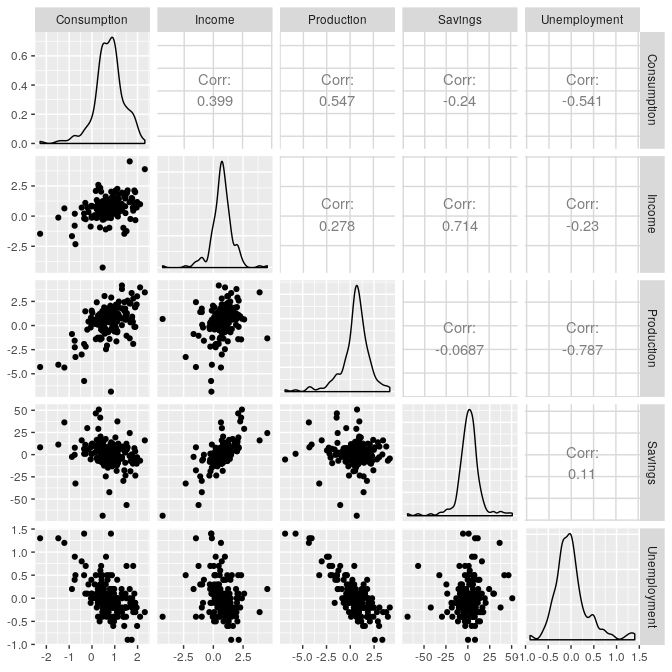 Consumption Income Production Savings Unemployment
0.6
0.4
0.2
0.0
Corr:
0.399
Corr:
0.547
Corr:
-0.24
Corr:
-0.541
Consumption
2.5
0.0
-2.5
Corr:
0.278
Corr:
0.714
Corr:
-0.23
Income
2.5
0.0
-2.5
-5.0
Corr:
-0.0687
Corr:
-0.787
Production
50
25
0
-25
-50
Corr:
0.11
Savings
1.5
1.0
0.5
0.0
-0.5
-1.0
Unemployment
-2 -1 0 1 2 -2.5 0.0 2.5 -5.0 -2.5 0.0 2.5 -50 -25 0 25 50 -1.0 -0.5 0.0 0.5 1.0 1.5